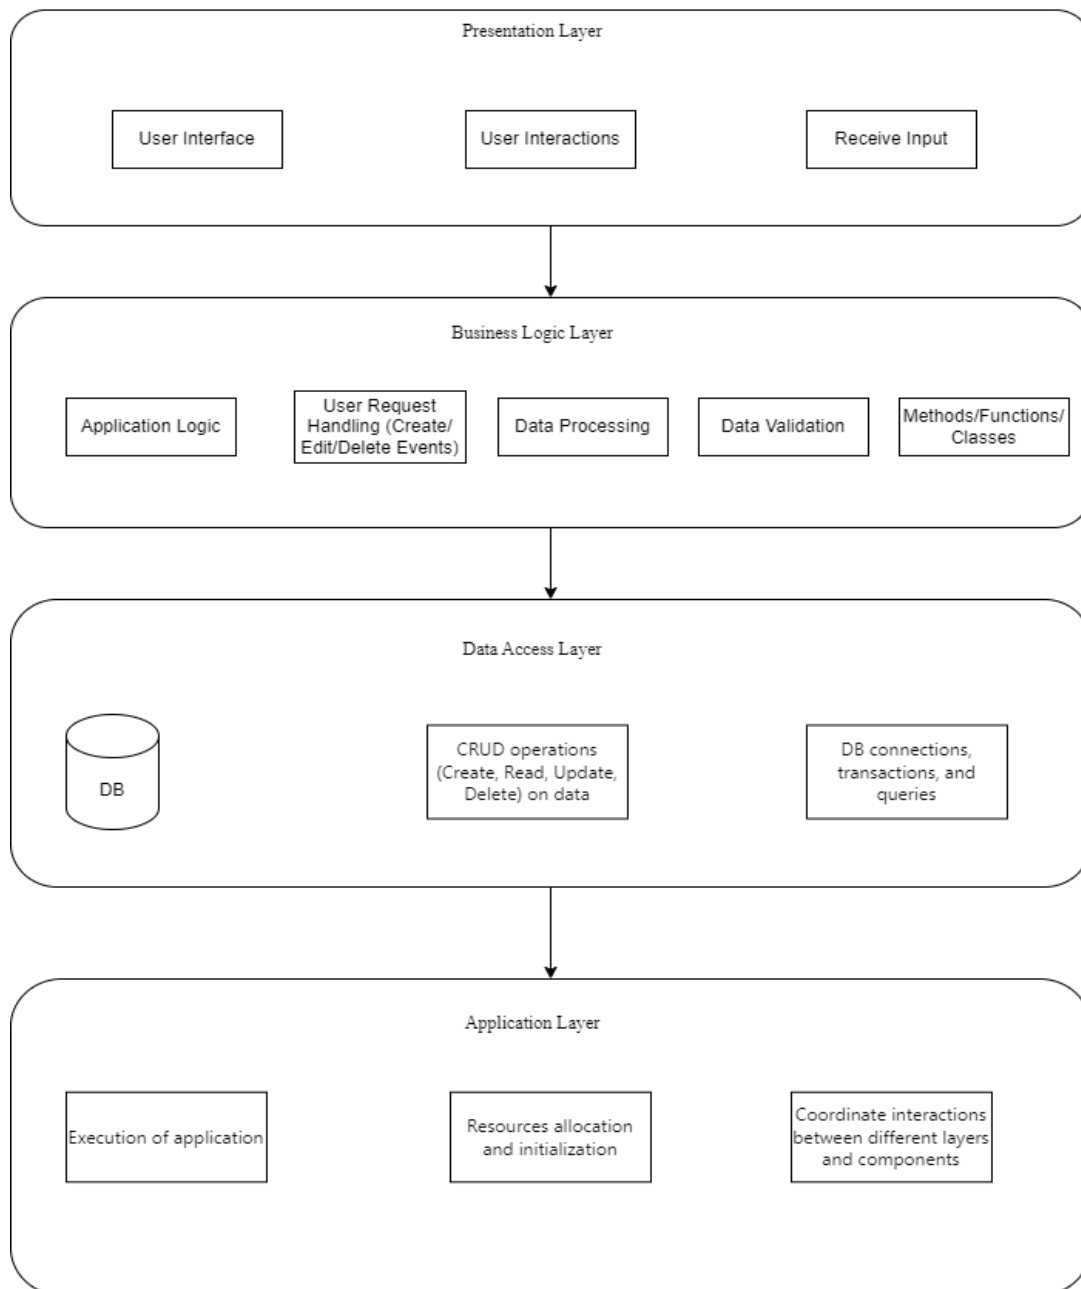 Presentation Layer
User Interface
User Interactions
Receive Input
Business Logic Layer
Application Logic
User Request
Handling (Create/
Edit/Delete Events)
Data Processing
Data Validation
Methods/Functions/
Classes
Data Access Layer
DB
CRUD operations
(Create, Read, Update,
Delete) on data
DB connections,
transactions, and
queries
Application Layer
Execution of application
Resources allocation
and initialization
Coordinate interactions
between different layers
and components